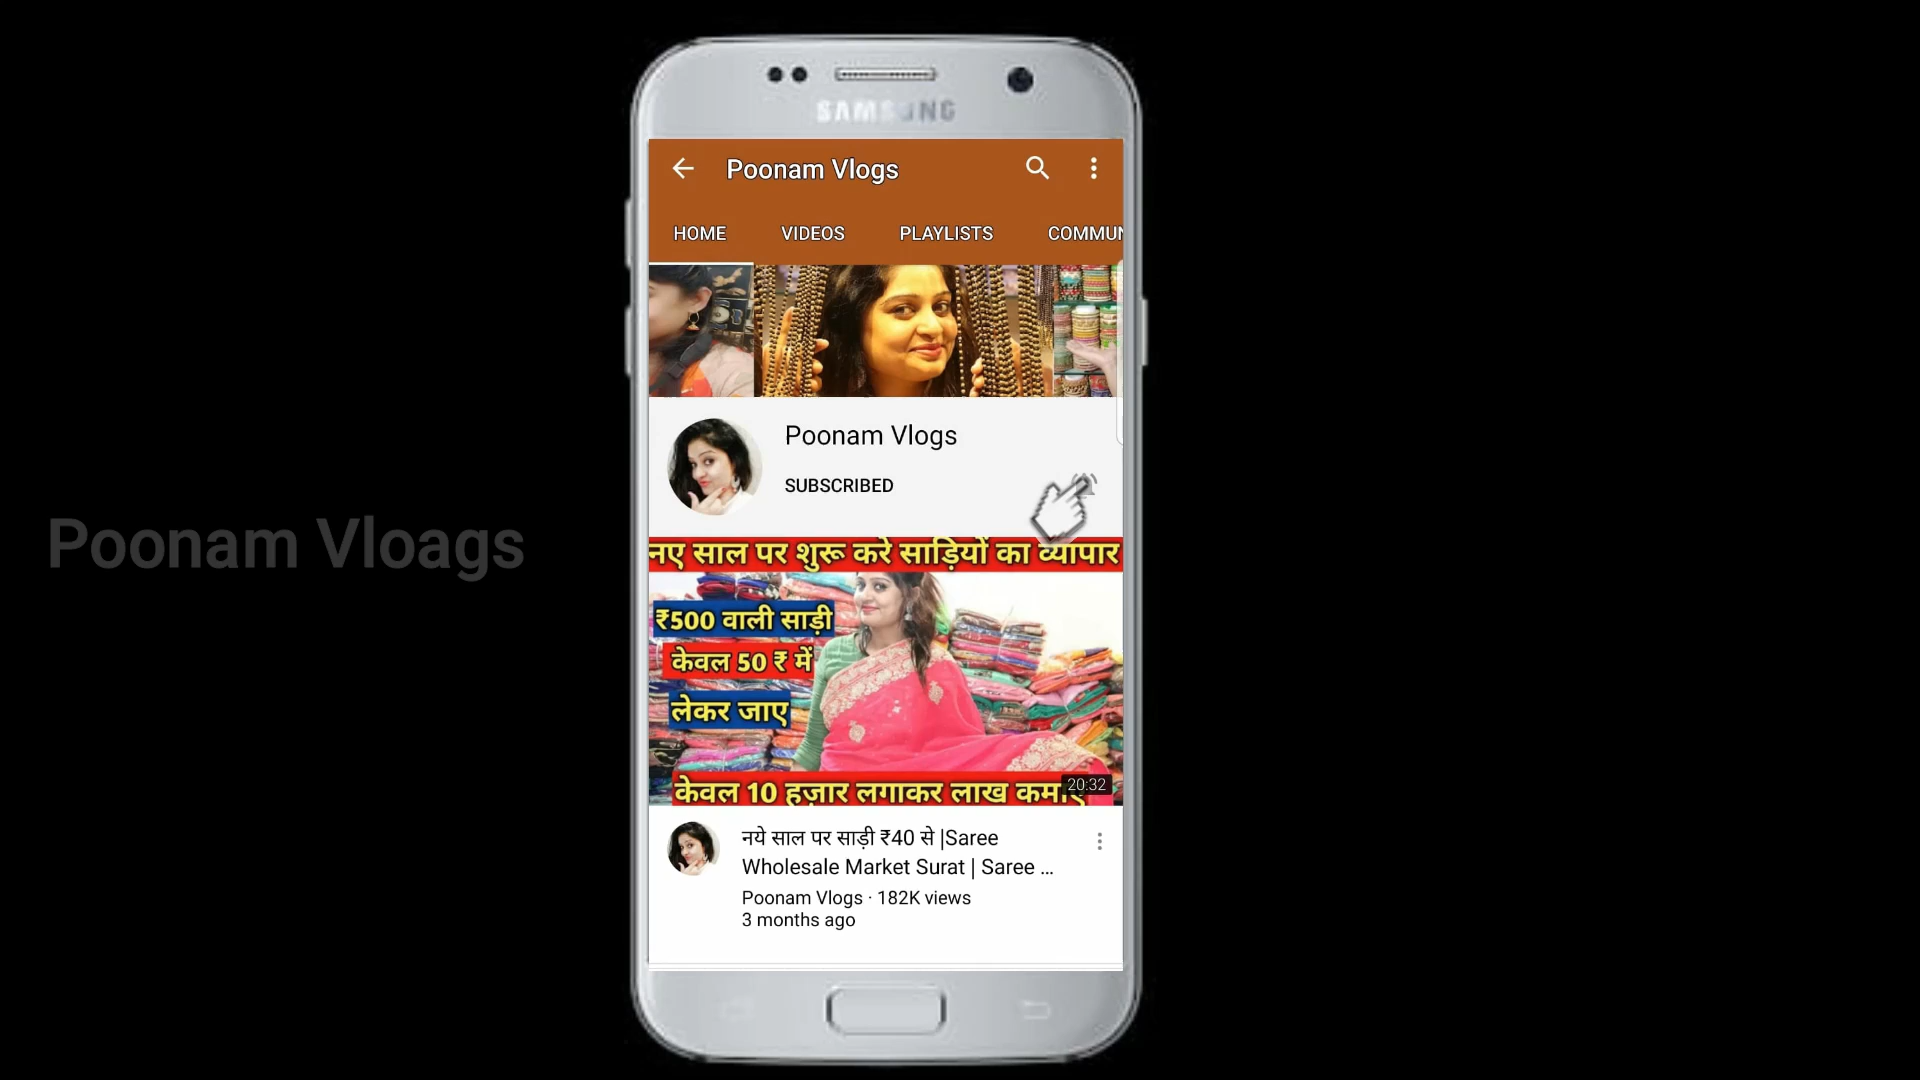 SAMSUNG
Poonam Vlogs
HOME VIDEOS PLAYLISTS COMMUN
Poonam Vlogs
SUBSCRIBED
Poonam Vloags
नए साल पर शुरू करे साड़ियों का व्यापार
₹500 वाली साड़ी
केवल 50 ₹ में
लेकर जाए
केवल 10 हज़ार लगाकर लाख कमाए
20:32
नये साल पर साड़ी ₹40 से |Saree
Wholesale Market Surat | Saree ...
Poonam Vlogs · 182K views
3 months ago